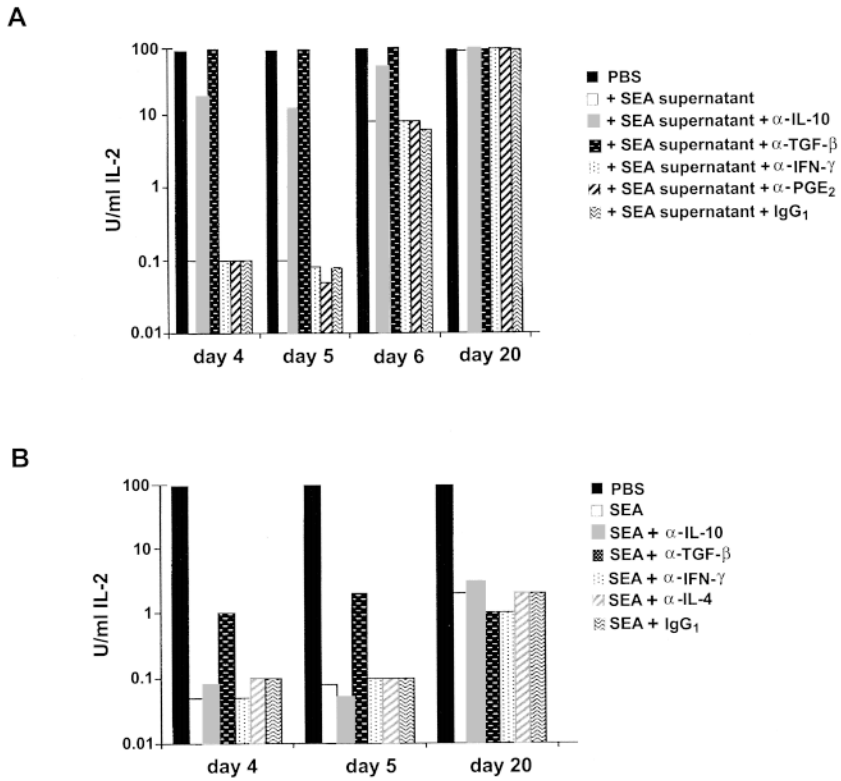 A
100
10
1
0.1
0.01
U/ml IL-2
day 4
day 5
day 6
day 20
PBS
+ SEA supernatant
+ SEA supernatant + α-IL-10
+ SEA supernatant + α-TGF-β
+ SEA supernatant + α-IFN-γ
+ SEA supernatant + α-PGE₂
+ SEA supernatant + IgG₁
B
100
10
1
0.1
0.01
U/ml IL-2
day 4
day 5
day 20
PBS
SEA
SEA + α-IL-10
SEA + α-TGF-β
SEA + α-IFN-γ
SEA + α-IL-4
SEA + IgG₁